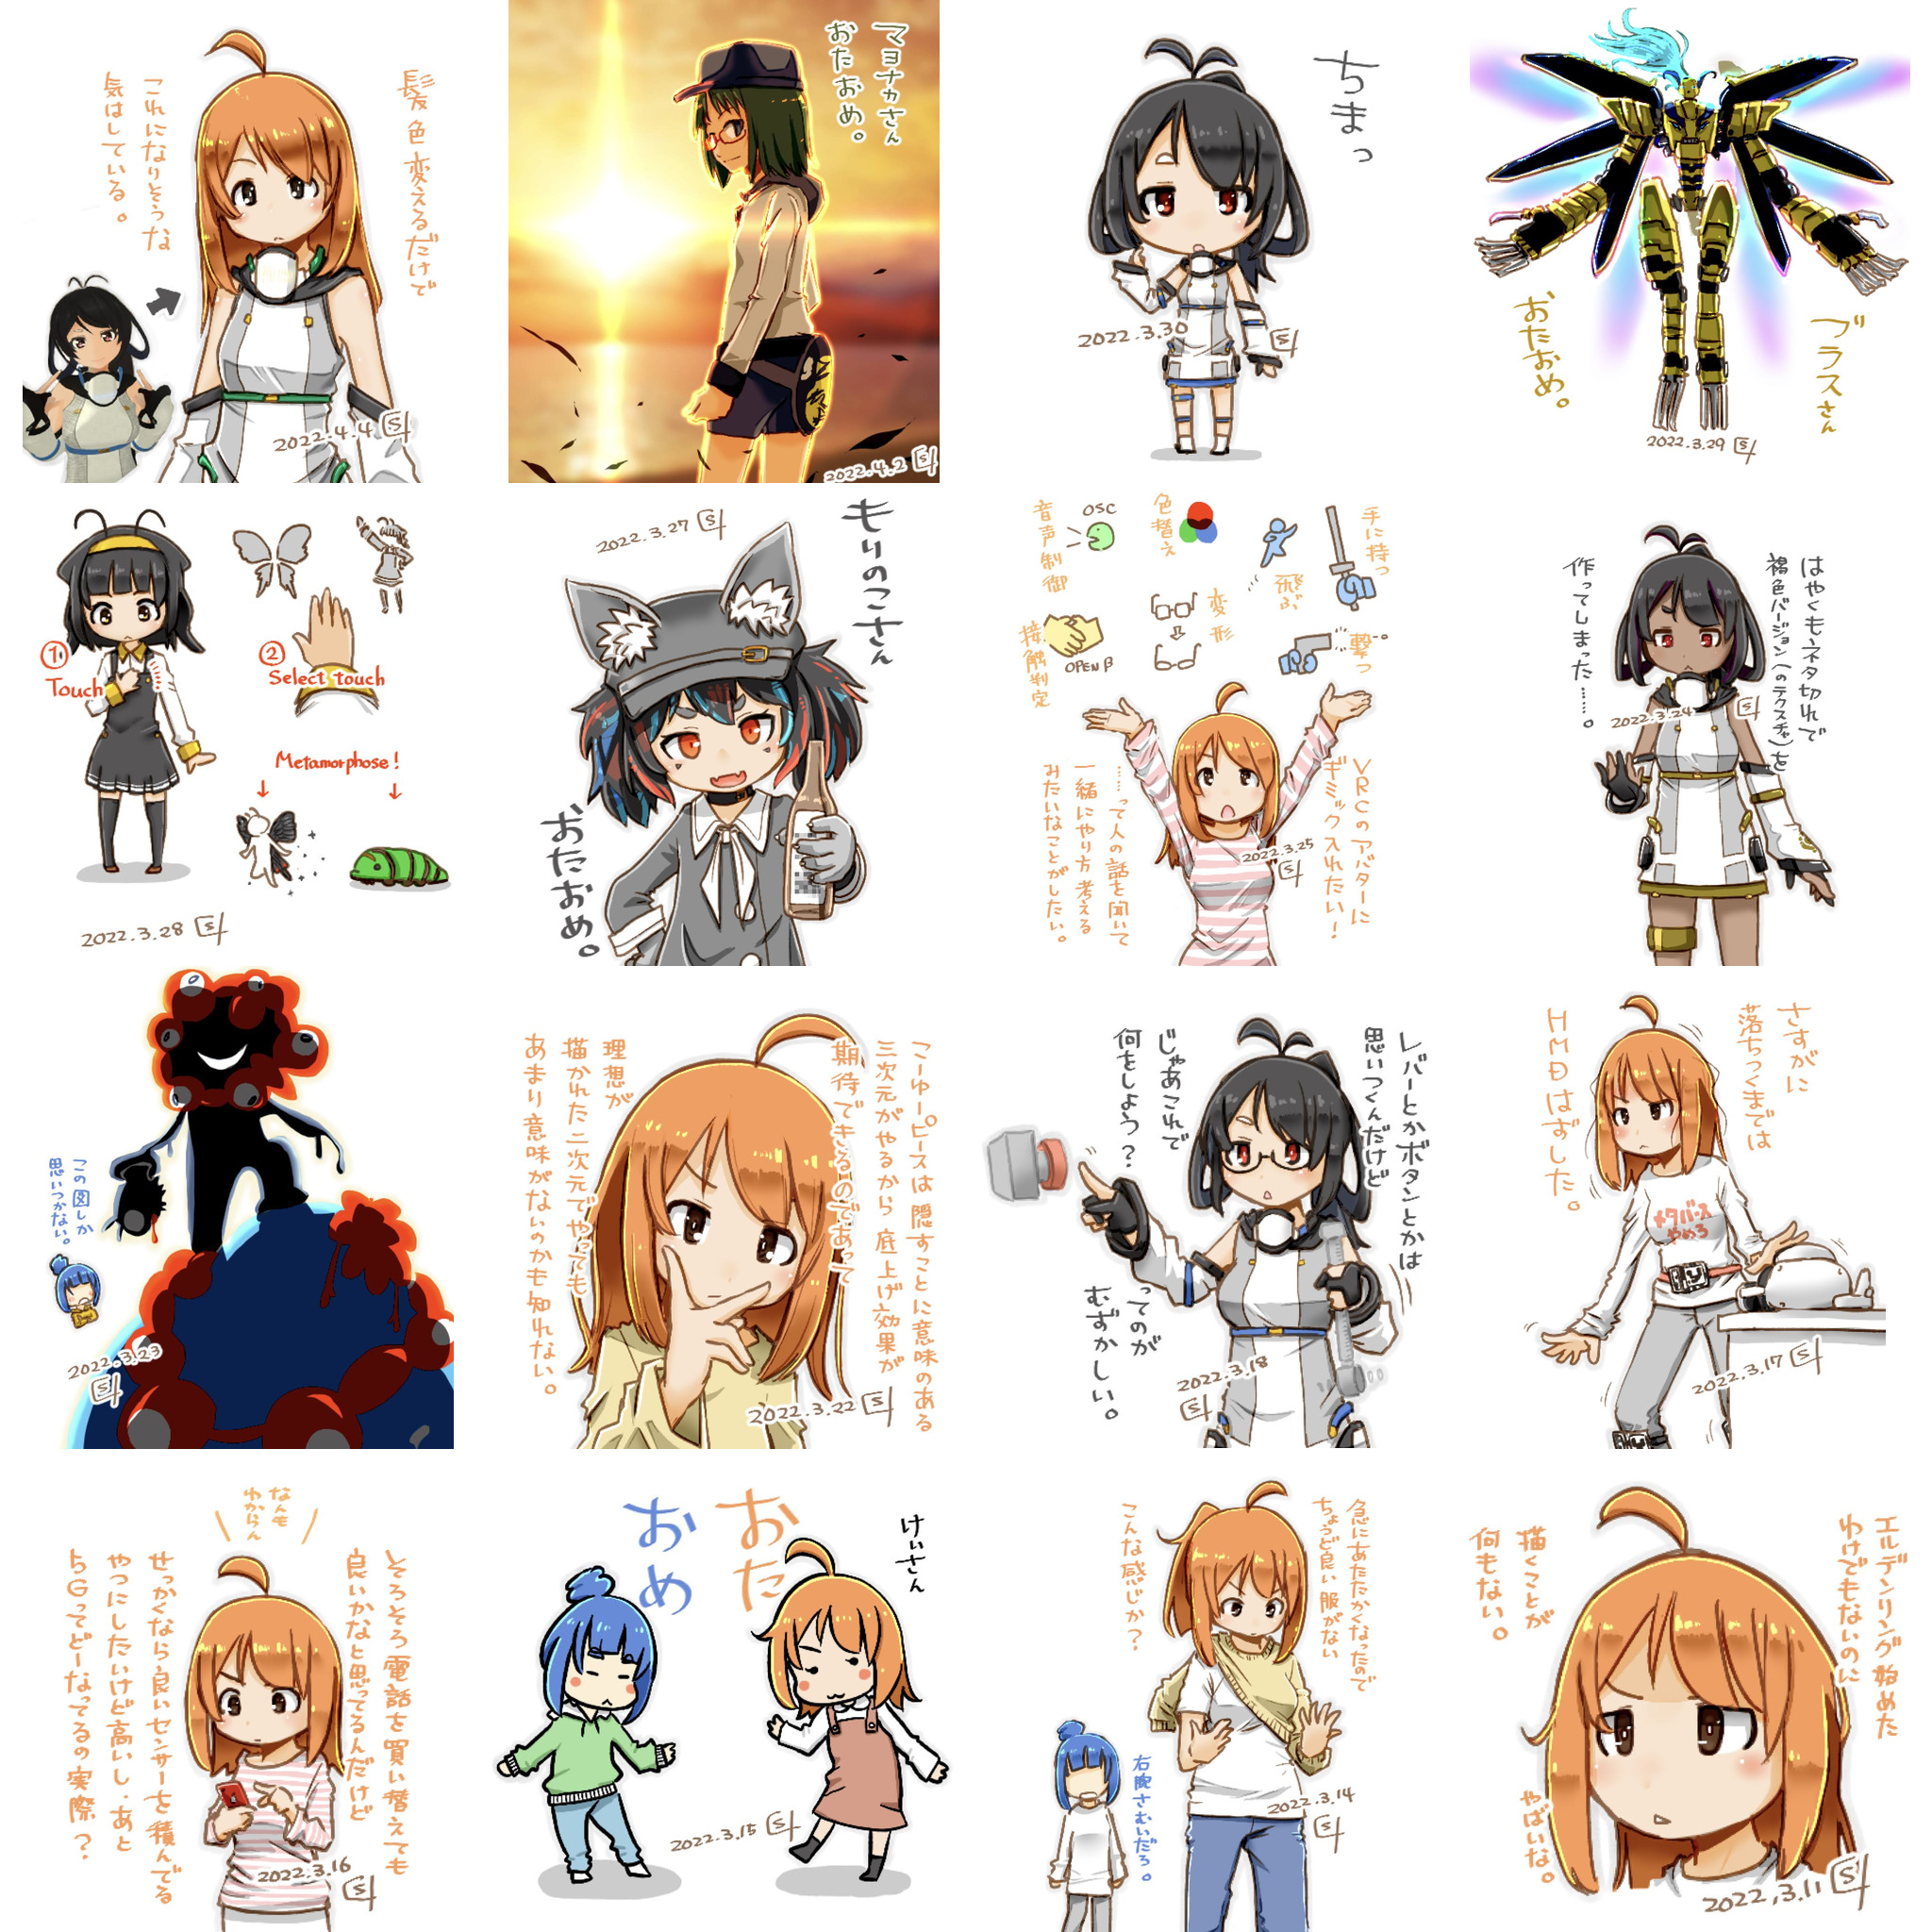 髪色変えるだけで
これになりそうな
気はしている。
2022.4.4
マヨナカさん
おたおめ。
2022.4.2
ちまっ
2022.3.30
ブラスさん
おたおめ。
2022.3.29
①
Touch
②
Select touch
Metamorphose!
2022.3.28
もりのこさん
おたおめ。
2022.3.27
手に持つ
飛ぶ
色替え
OSC
音声制御
撃つ
変形
接触判定
OPENβ
VRCのアバターに
ギミック入れたい!
……って人の話を聞いて
一緒にやり方考える
みたいなことがしたい。
2022.3.25
はやくもネタ切れで
褐色バージョン(のテクスチャ)を
作ってしまった……。
2022.3.24
この図しか
思いつかない。
2022.3.23
こーゆーピースは隠すことに意味のある
三次元がやるから底上げ効果が
期待できるのであって
理想が
描かれた二次元でやっても
あまり意味がないのかも知れない。
2022.3.22
レバーとかボタンとかは
思いつくんだけど
じゃあこれで
何をしよう?
ってのが
むずかしい。
2022.3.18
さすがに
落ちつくまでは
HMDはずした。
メタバース
やめろ
2022.3.17
なんも
わからん
そろそろ電話を買い替えても
良いかなと思ってるんだけど
せっかくなら良いセンサーを積んでる
やつにしたいけど高いし、あと
5Gってどーなってるの実際?
2022.3.16
けいさん
おた
おめ
2022.3.15
急にあたたかくなったので
ちょうど良い服がない
こんな感じか?
右腕さむいだろ。
2022.3.14
エルデンリング始めた
わけでもないのに
描くことが
何もない。
やばいな。
2022.3.11